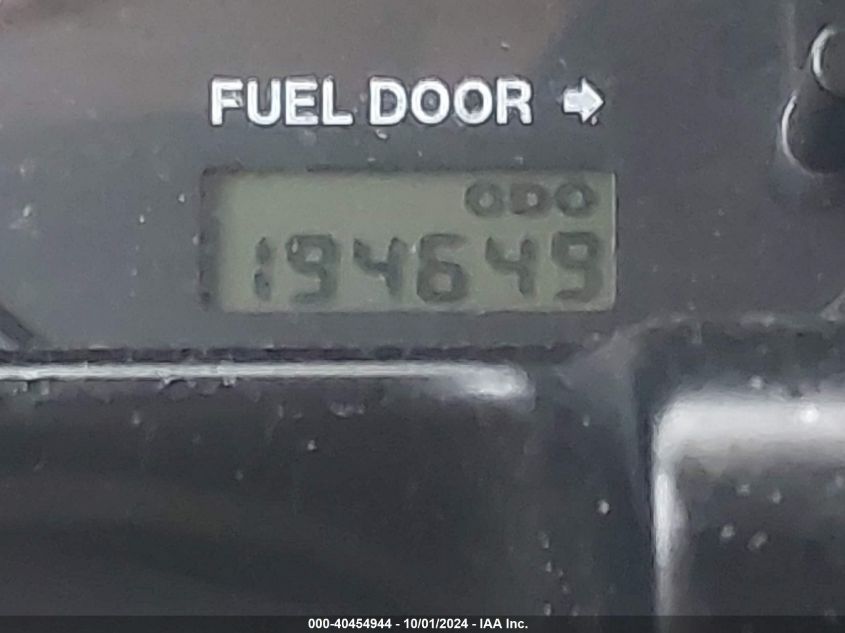 FUEL DOOR →
ODO
194649
000-40454944 - 10/01/2024 - IAA Inc.